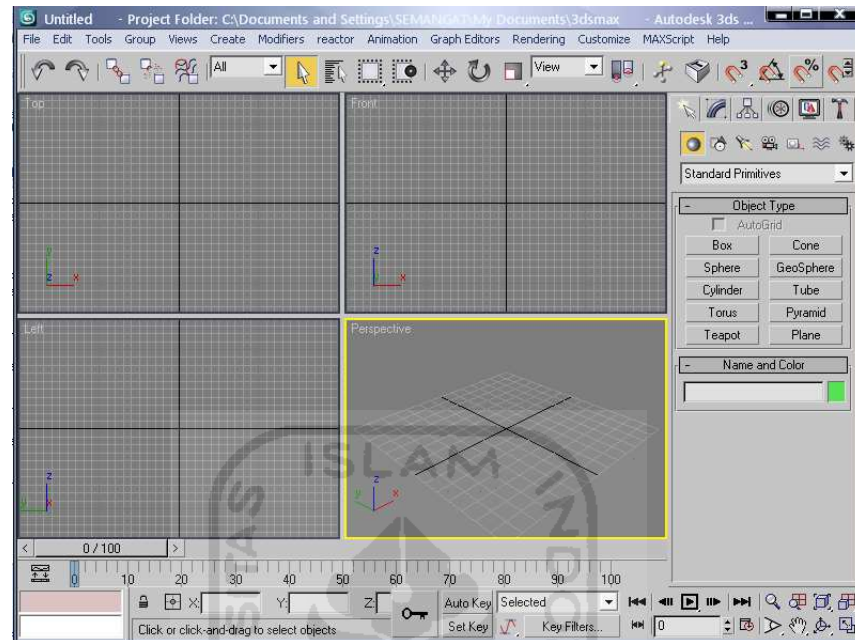 Untitled - Project Folder: C:\Documents and Settings\SEMANGAT\My Documents\3dsmax - Autodesk 3ds ...
File Edit Tools Group Views Create Modifiers reactor Animation Graph Editors Rendering Customize MAXScript Help
All View 3 %
Top Front
Standard Primitives
- Object Type
AutoGrid
Box Cone
Sphere GeoSphere
Cylinder Tube
Torus Pyramid
Teapot Plane
- Name and Color
y z x
z x
Left Perspective
ISLAM
z
y x
z
y x
< 0 / 100 >
0 10 20 30 40 50 60 70 80 90 100
X: Y: Z: Auto Key Selected
Click or click-and-drag to select objects Set Key Key Filters... 0